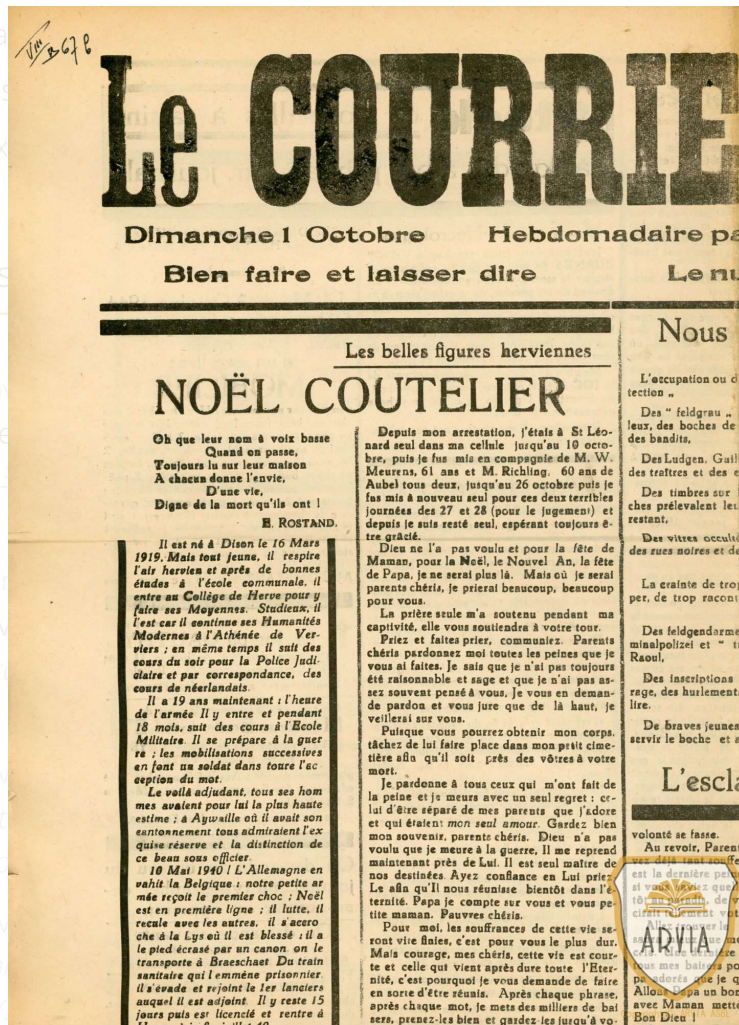 VIII B 67 6
Le COURRIE
Dimanche 1 Octobre Hebdomadaire pa
Bien faire et laisser dire Le nu
Les belles figures herviennes
NOËL COUTELIER
Oh que leur nom à voix basse
Quand on passe,
Toujours lu sur leur maison
A chacun donne l'envie,
D'une vie,
Digne de la mort qu'ils ont !
E. ROSTAND.
Il est né à Dison le 16 Mars
1919. Mais tout jeune, il respire
l'air hervien et après de bonnes
études à l'école communale, il
entre au Collège de Herve pour y
faire ses Moyennes. Studieux, il
l'est car il continue ses Humanités
Modernes à l'Athénée de Ver-
viers ; en même temps il suit des
cours du soir pour la Police Judi-
ciaire et par correspondance, des
cours de néerlandais.
Il a 19 ans maintenant : l'heure
de l'armée Il y entre et pendant
18 mois, suit des cours à l'Ecole
Militaire. Il se prépare à la guer
re : les mobilisations successives
en font un soldat dans toure l'ac
ception du mot.
Le voilà adjudant, tous ses hom
mes avaient pour lui la plus haute
estime ; à Aywaille où il avait son
cantonnement tous admiraient l'ex
quise réserve et la distinction de
ce beau sous officier.
10 Mai 1940 ! L'Allemagne en
vahit la Belgique : notre petite ar
mée reçoit le premier choc ; Noël
est en première ligne ; il lutte, il
recule avec les autres, il s'acero
che à la Lys où il est blessé : il a
le pied écrasé par un canon on le
transporte à Braeschaet Du train
sanitaire qui l'emmène prisonnier
il s'évade et rejoint le 1er lanciers
auquel il est adjoint. Il y reste 15
jours puis est licencié et rentre à
Depuis mon arrestation, j'étais à St Léo-
nard seul dans ma cellule jusqu'au 10 octo-
bre, puis je fus mis en compagnie de M. W.
Meurens, 61 ans et M. Richling, 60 ans de
Aubel tous deux, jusqu'au 26 octobre puis je
fus mis à nouveau seul pour ces deux terribles
journées des 27 et 28 (pour le jugement) et
depuis je suis resté seul, espérant toujours ê-
tre gracié.
Dieu ne l'a pas voulu et pour la fête de
Maman, pour la Noël, le Nouvel An, la fête
de Papa, je ne serai plus là. Mais où je serai
parents chéris, je prierai beaucoup, beaucoup
pour vous.
La prière seule m'a soutenu pendant ma
captivité, elle vous soutiendra à votre tour.
Priez et faites prier, communiez. Parents
chéris pardonnez moi toutes les peines que je
vous ai faites. Je sais que je n'ai pas toujours
été raisonnable et sage et que je n'ai pas as-
sez souvent pensé à vous, Je vous en deman-
de pardon et vous jure que de là haut, je
veillerai sur vous.
Puisque vous pourrez obtenir mon corps.
tâchez de lui faire place dans mon petit cime-
tière afin qu'il soit près des vôtres à votre
mort.
Je pardonne à tous ceux qui m'ont fait de
la peine et je meurs avec un seul regret : ce-
lui d'être séparé de mes parents que j'adore
et qui étaient mon seul amour. Gardez bien
mon souvenir, parents chéris. Dieu n'a pas
voulu que je meure à la guerre, Il me reprend
maintenant près de Lui. Il est seul maître de
nos destinées. Ayez confiance en Lui priez
Le afin qu'Il nous réunisse bientôt dans l'é-
ternité. Papa je compte sur vous et vous pe-
tite maman. Pauvres chéris.
Pour moi, les souffrances de cette vie se-
ront vite finies, c'est pour vous le plus dur.
Mais courage, mes chéris, cette vie est cour-
te et celle qui vient après dure toute l'Eter-
nité, c'est pourquoi je vous demande de faire
en sorte d'être réunis. Après chaque phrase,
après chaque mot, je mets des milliers de bai
sers, prenez-les bien et gardez les jusqu'à vo-
Nous
L'occupation ou d
tection „
Des “ feldgrau „
leux, des boches de
des bandits,
Des Ludgen, Gail
des traîtres et des e
Des timbres sur
ches prélevalent leu
restant,
Des vitres occulté
des rues noires et de
La crainte de trop
per, de trop racont
Des feldgendarme
minalpolizei et “ t
Raoul,
Des inscriptions
rage, des hurlement
lire.
De braves jeunes
servir le boche et a
L'escla
volonté se fasse.
Au revoir, Paren
vez déjà tant souffe
est la dernière pei
ARVIA
Allons Papa un bon
avec Maman mette
Bon Dieu !